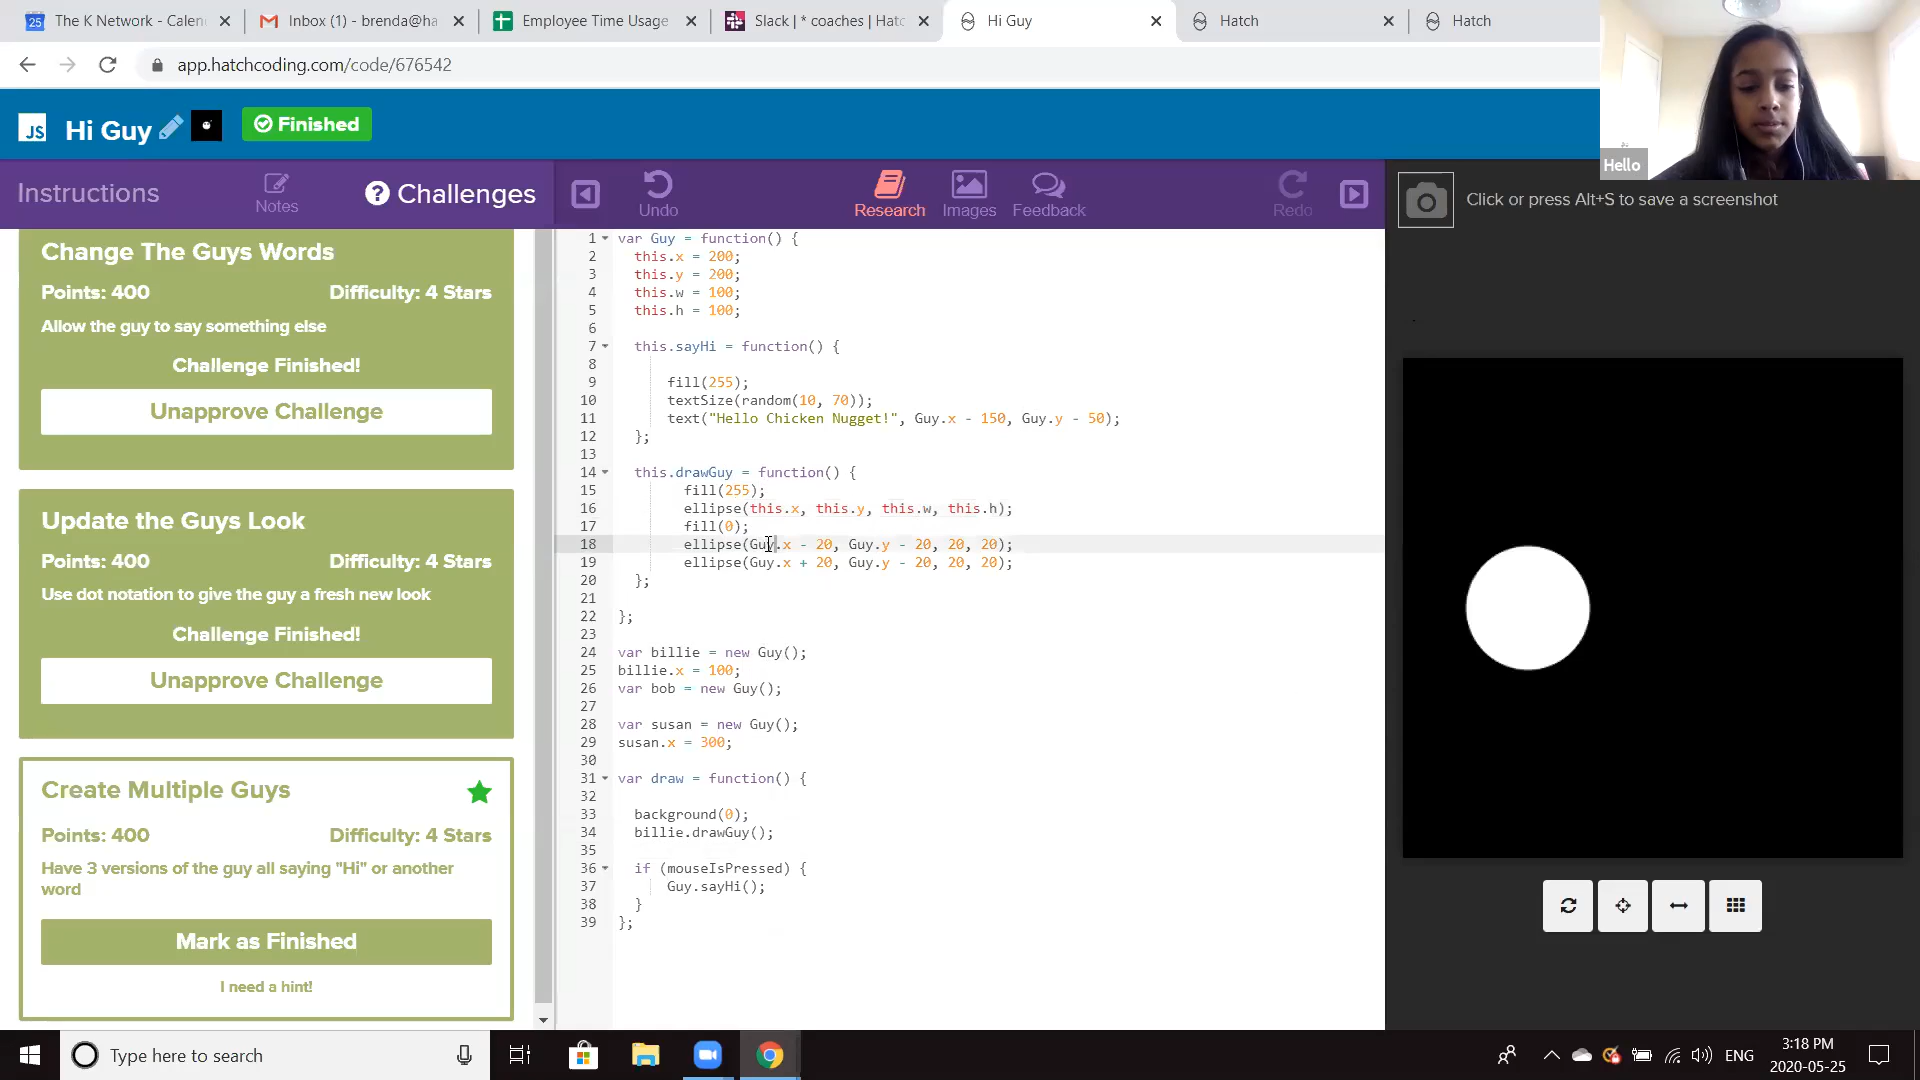 The K Network - Calen
Inbox (1) - brenda@ha
Employee Time Usage
Slack | * coaches | Hatc
Hi Guy
Hatch
Hatch
app.hatchcoding.com/code/676542
JS Hi Guy Finished
Hello
Instructions
Notes
? Challenges
Undo
Research
Images
Feedback
Redo
Click or press Alt+S to save a screenshot
Change The Guys Words
Points: 400 Difficulty: 4 Stars
Allow the guy to say something else
Challenge Finished!
Unapprove Challenge
Update the Guys Look
Points: 400 Difficulty: 4 Stars
Use dot notation to give the guy a fresh new look
Challenge Finished!
Unapprove Challenge
Create Multiple Guys
Points: 400 Difficulty: 4 Stars
Have 3 versions of the guy all saying "Hi" or another
word
Mark as Finished
I need a hint!
1 var Guy = function() {
2 this.x = 200;
3 this.y = 200;
4 this.w = 100;
5 this.h = 100;
6
7 this.sayHi = function() {
8
9 fill(255);
10 textSize(random(10, 70));
11 text("Hello Chicken Nugget!", Guy.x - 150, Guy.y - 50);
12 };
13
14 this.drawGuy = function() {
15 fill(255);
16 ellipse(this.x, this.y, this.w, this.h);
17 fill(0);
18 ellipse(Guy.x - 20, Guy.y - 20, 20, 20);
19 ellipse(Guy.x + 20, Guy.y - 20, 20, 20);
20 };
21
22 };
23
24 var billie = new Guy();
25 billie.x = 100;
26 var bob = new Guy();
27
28 var susan = new Guy();
29 susan.x = 300;
30
31 var draw = function() {
32
33 background(0);
34 billie.drawGuy();
35
36 if (mouseIsPressed) {
37 Guy.sayHi();
38 }
39 };
Type here to search
ENG
3:18 PM
2020-05-25
25